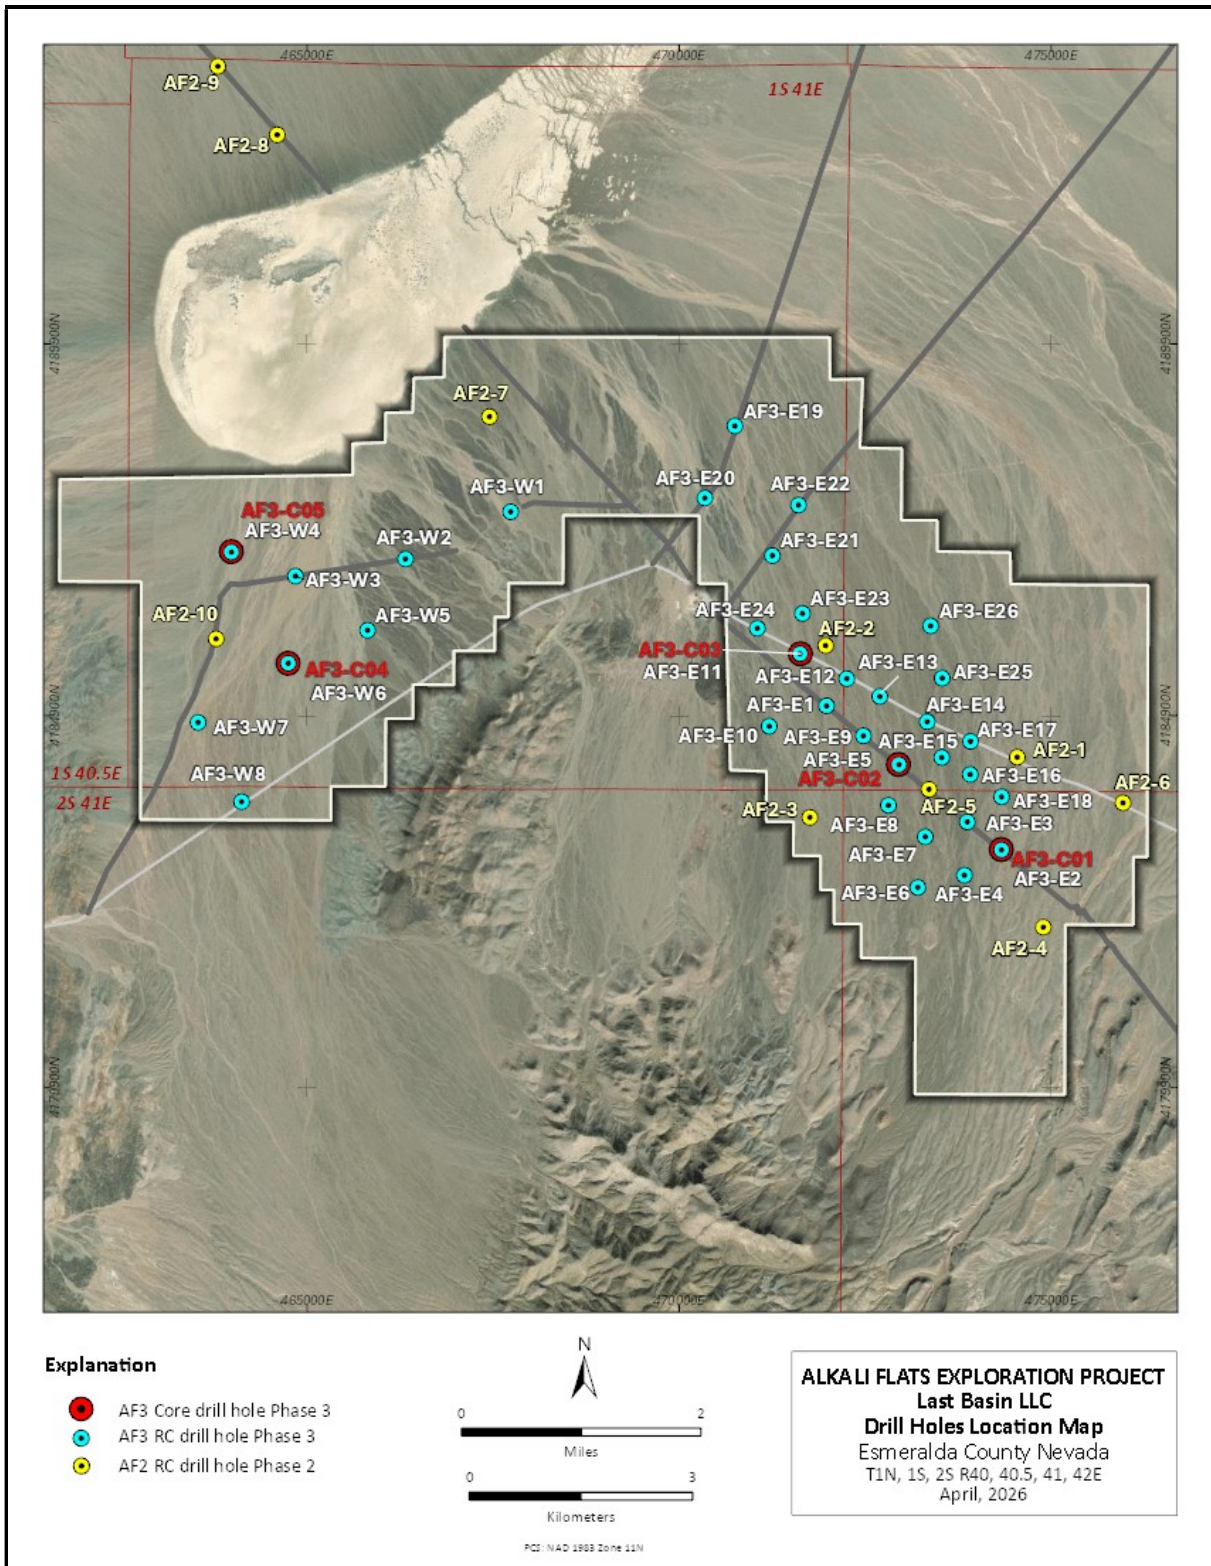 465000E
470000E
475000E
AF2-9
1S 41E
AF2-8
4189900N
4189900N
AF2-7
AF3-E19
AF3-W1
AF3-E20
AF3-E22
AF3-C05
AF3-W4
AF3-W2
AF3-E21
AF3-W3
AF2-10
AF3-W5
AF3-E24
AF3-E23
AF3-E26
AF2-2
AF3-C03
AF3-E11
AF3-E12
AF3-E13
AF3-E25
AF3-C04
AF3-W6
AF3-E1
AF3-E14
4184900N
4184900N
AF3-W7
AF3-E10
AF3-E9
AF3-E15
AF3-E17
AF3-E5
AF2-1
AF3-W8
1S 40.5E
2S 41E
AF3-C02
AF3-E16
AF2-6
AF2-3
AF2-5
AF3-E18
AF3-E8
AF3-E3
AF3-E7
AF3-C01
AF3-E2
AF3-E6
AF3-E4
AF2-4
4179900N
4179900N
465000E
470000E
475000E
Explanation
AF3 Core drill hole Phase 3
AF3 RC drill hole Phase 3
AF2 RC drill hole Phase 2
N
0 2
Miles
0 3
Kilometers
PCS: NAD 1983 Zone 11N
ALKALI FLATS EXPLORATION PROJECT
Last Basin LLC
Drill Holes Location Map
Esmeralda County Nevada
T1N, 1S, 2S R40, 40.5, 41, 42E
April, 2026